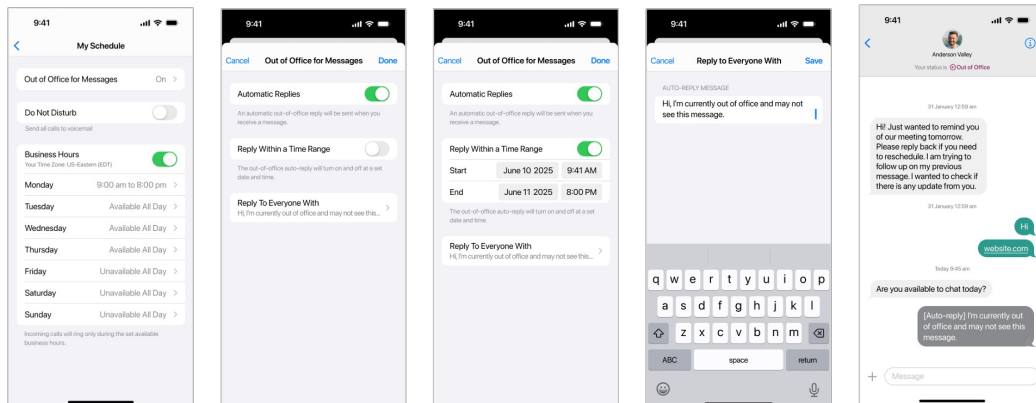 9:41
My Schedule
Out of Office for Messages On
Do Not Disturb
Send all calls to voicemail
Business Hours
Your Time Zone: US-Eastern (EDT)
Monday 9:00 am to 8:00 pm
Tuesday Available All Day
Wednesday Available All Day
Thursday Available All Day
Friday Unavailable All Day
Saturday Unavailable All Day
Sunday Unavailable All Day
Incoming calls will ring only during the set available
business hours.
9:41
Cancel Out of Office for Messages Done
Automatic Replies
An automatic out-of-office reply will be sent when you
receive a message.
Reply Within a Time Range
The out-of-office auto-reply will turn on and off at a set
date and time.
Reply To Everyone With
Hi, I'm currently out of office and may not see this...
9:41
Cancel Out of Office for Messages Done
Automatic Replies
An automatic out-of-office reply will be sent when you
receive a message.
Reply Within a Time Range
Start June 10 2025 9:41 AM
End June 11 2025 8:00 PM
The out-of-office auto-reply will turn on and off at a set
date and time.
Reply To Everyone With
Hi, I'm currently out of office and may not see this...
9:41
Cancel Reply to Everyone With Save
AUTO-REPLY MESSAGE
Hi, I'm currently out of office and may not
see this message.
q w e r t y u i o p
a s d f g h j k l
z x c v b n m
ABC space return
9:41
Anderson Valley
Your status is Out of Office
31 January 12:59 am
Hi! Just wanted to remind you
of our meeting tomorrow.
Please reply back if you need
to reschedule. I am trying to
follow up on my previous
message. I wanted to check if
there is any update from you.
31 January 12:59 am
Hi
website.com
Today 9:45 am
Are you available to chat today?
[Auto-reply] I'm currently out
of office and may not see this
message.
Message